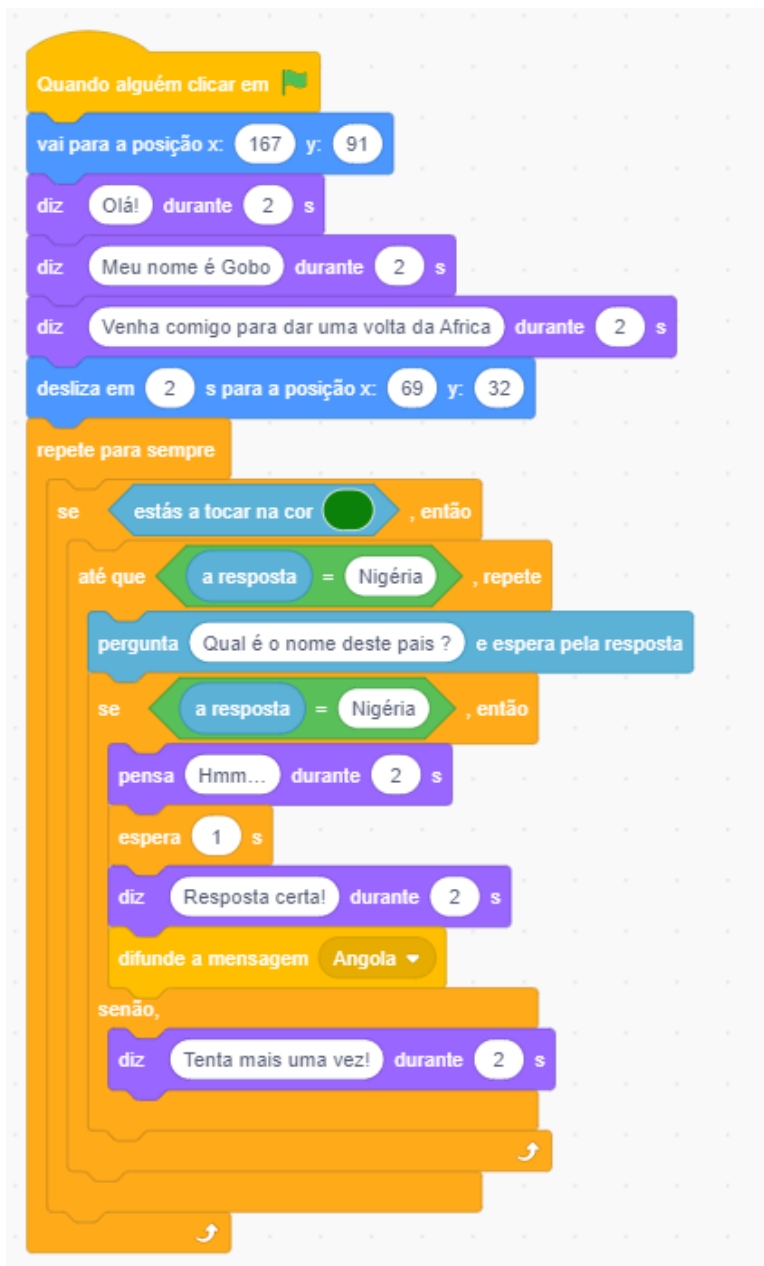 Quando alguém clicar em
vai para a posição x: 167 y: 91
diz Olá! durante 2 s
diz Meu nome é Gobo durante 2 s
diz Venha comigo para dar uma volta da Africa durante 2 s
desliza em 2 s para a posição x: 69 y: 32
repete para sempre
se estás a tocar na cor , então
até que a resposta = Nigéria , repete
pergunta Qual é o nome deste pais ? e espera pela resposta
se a resposta = Nigéria , então
pensa Hmm... durante 2 s
espera 1 s
diz Resposta certa! durante 2 s
difunde a mensagem Angola
senão,
diz Tenta mais uma vez! durante 2 s